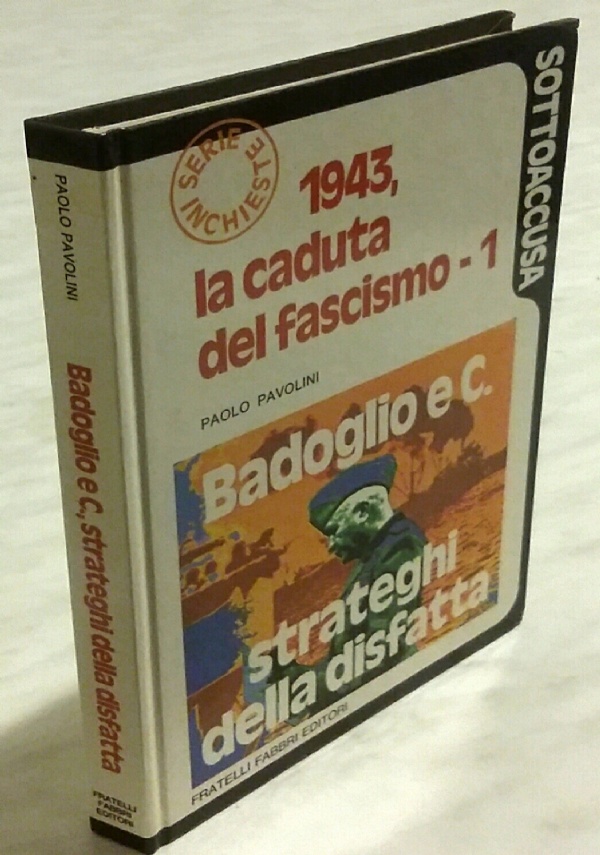 PAOLO PAVOLINI
Badoglio e C., strateghi della disfatta
FRATELLI
FABBRI
EDITORI
SERIE INCHIESTE
1943,
la caduta
del fascismo - 1
PAOLO PAVOLINI
Badoglio e C.
strateghi
della disfatta
FRATELLI FABBRI EDITORI
SOTTOACCUSA